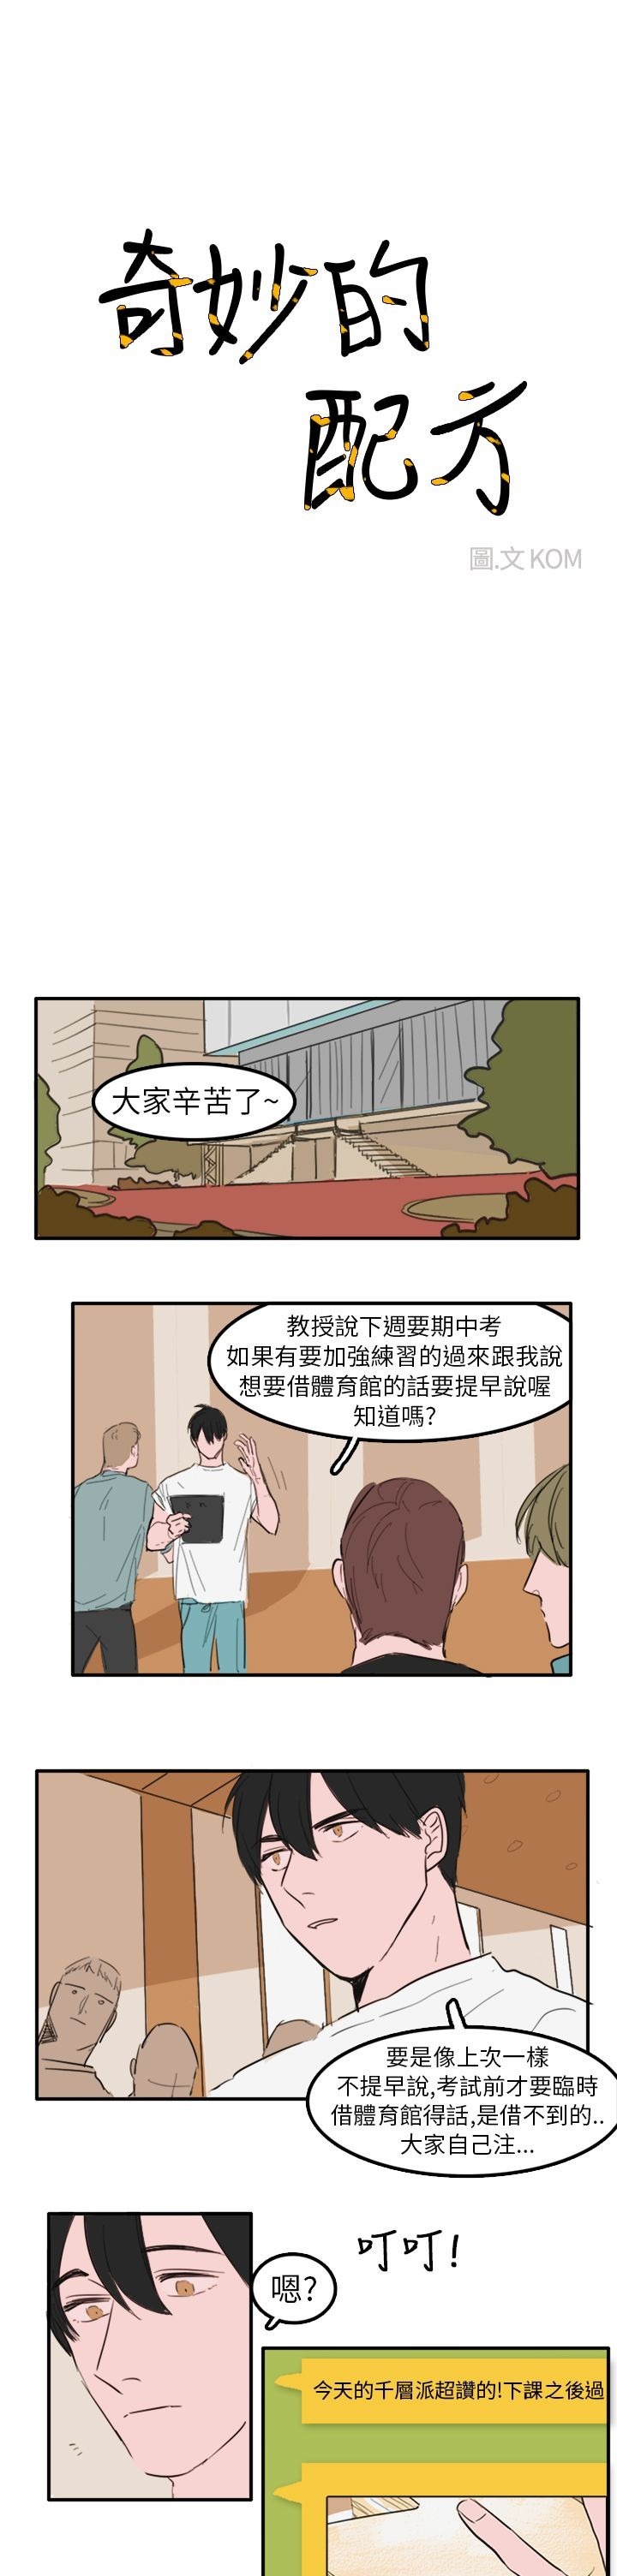 奇妙的
配方
圖.文 KOM
大家辛苦了~
教授說下週要期中考
如果有要加強練習的過來跟我說
想要借體育館的話要提早說喔
知道嗎?
要是像上次一樣
不提早說,考試前才要臨時
借體育館得話,是借不到的..
大家自己注...
叮叮!
嗯?
今天的千層派超讚的!下課之後過